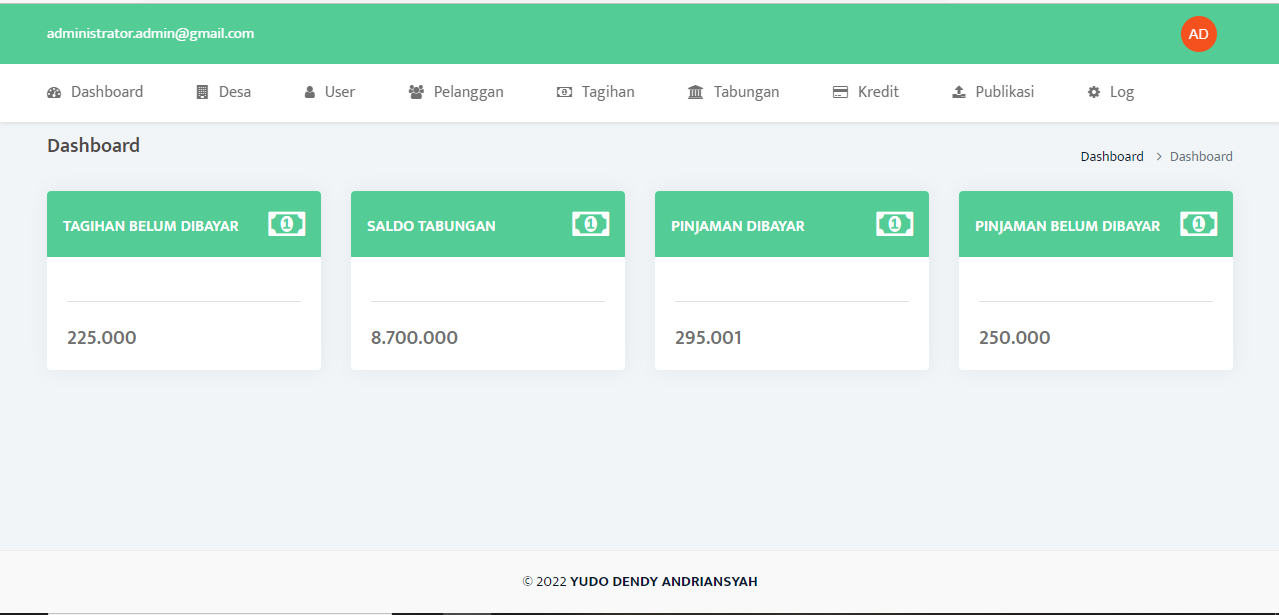 administrator.admin@gmail.com
AD
Dashboard Desa User Pelanggan Tagihan Tabungan Kredit Publikasi Log
Dashboard
Dashboard > Dashboard
TAGIHAN BELUM DIBAYAR
225.000
SALDO TABUNGAN
8.700.000
PINJAMAN DIBAYAR
295.001
PINJAMAN BELUM DIBAYAR
250.000
© 2022 YUDO DENDY ANDRIANSYAH